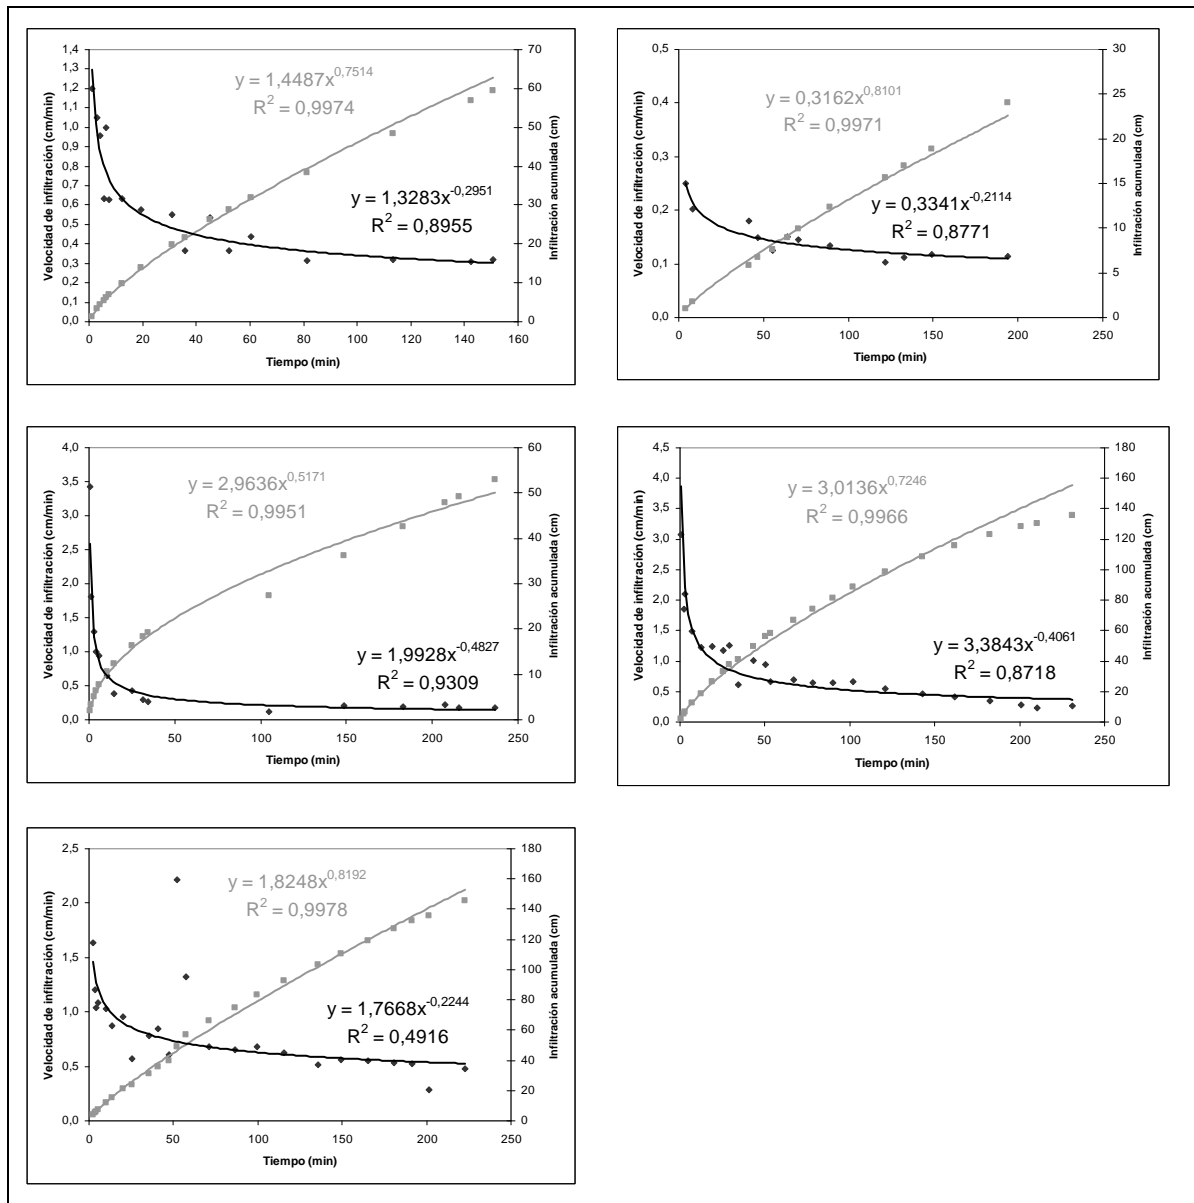 1,4
1,3
1,2
1,1
1,0
0,9
0,8
0,7
0,6
0,5
0,4
0,3
0,2
0,1
0,0
Velocidad de infiltración (cm/min)
y = 1,4487x^0,7514
R² = 0,9974
y = 1,3283x^-0,2951
R² = 0,8955
70
60
50
40
30
20
10
0
Infiltración acumulada (cm)
0 20 40 60 80 100 120 140 160
Tiempo (min)
0,5
0,4
0,3
0,2
0,1
0,0
Velocidad de infiltración (cm/min)
y = 0,3162x^0,8101
R² = 0,9971
y = 0,3341x^-0,2114
R² = 0,8771
30
25
20
15
10
5
0
Infiltración acumulada (cm)
0 50 100 150 200 250
Tiempo (min)
4,0
3,5
3,0
2,5
2,0
1,5
1,0
0,5
0,0
Velocidad de infiltración (cm/min)
y = 2,9636x^0,5171
R² = 0,9951
y = 1,9928x^-0,4827
R² = 0,9309
60
50
40
30
20
10
0
Infiltración acumulada (cm)
0 50 100 150 200 250
Tiempo (min)
4,5
4,0
3,5
3,0
2,5
2,0
1,5
1,0
0,5
0,0
Velocidad de infiltración (cm/min)
y = 3,0136x^0,7246
R² = 0,9966
y = 3,3843x^-0,4061
R² = 0,8718
180
160
140
120
100
80
60
40
20
0
Infiltración acumulada (cm)
0 50 100 150 200 250
Tiempo (min)
2,5
2,0
1,5
1,0
0,5
0,0
Velocidad de infiltración (cm/min)
y = 1,8248x^0,8192
R² = 0,9978
y = 1,7668x^-0,2244
R² = 0,4916
180
160
140
120
100
80
60
40
20
0
Infiltración acumulada (cm)
0 50 100 150 200 250
Tiempo (min)